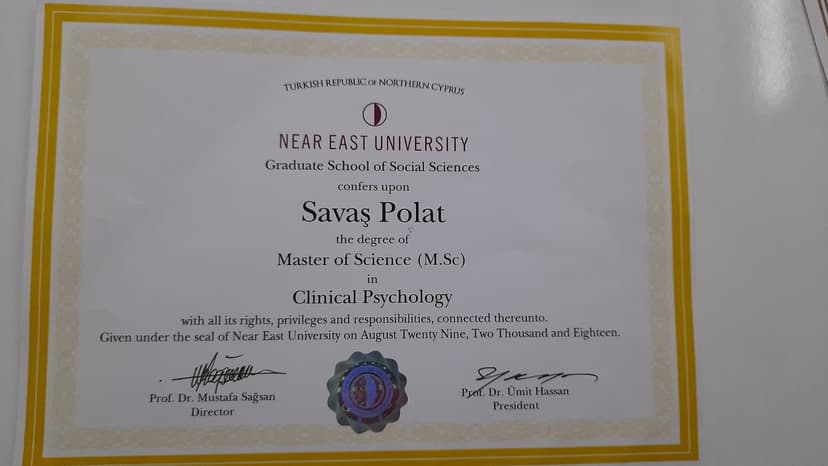 TURKISH REPUBLIC OF NORTHERN CYPRUS
NEAR EAST UNIVERSITY
Graduate School of Social Sciences
confers upon
Savaş Polat
the degree of
Master of Science (M.Sc)
in
Clinical Psychology
with all its rights, privileges and responsibilities, connected thereunto.
Given under the seal of Near East University on August Twenty Nine, Two Thousand and Eighteen.
Prof. Dr. Mustafa Sağsan
Director
Prof. Dr. Ümit Hassan
President